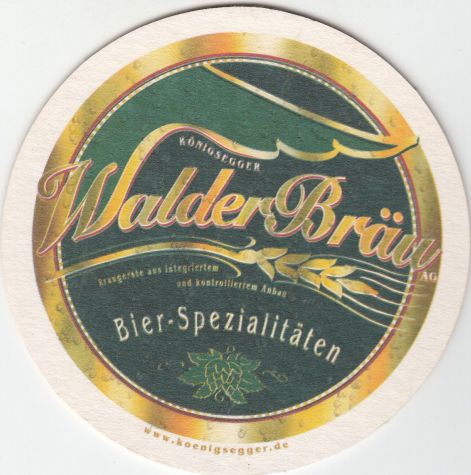 KÖNIGSEGGER
WalderBräu
AG
Braugerste aus integriertem
und kontrolliertem Anbau
Bier-Spezialitäten
www.koenigsegger.de